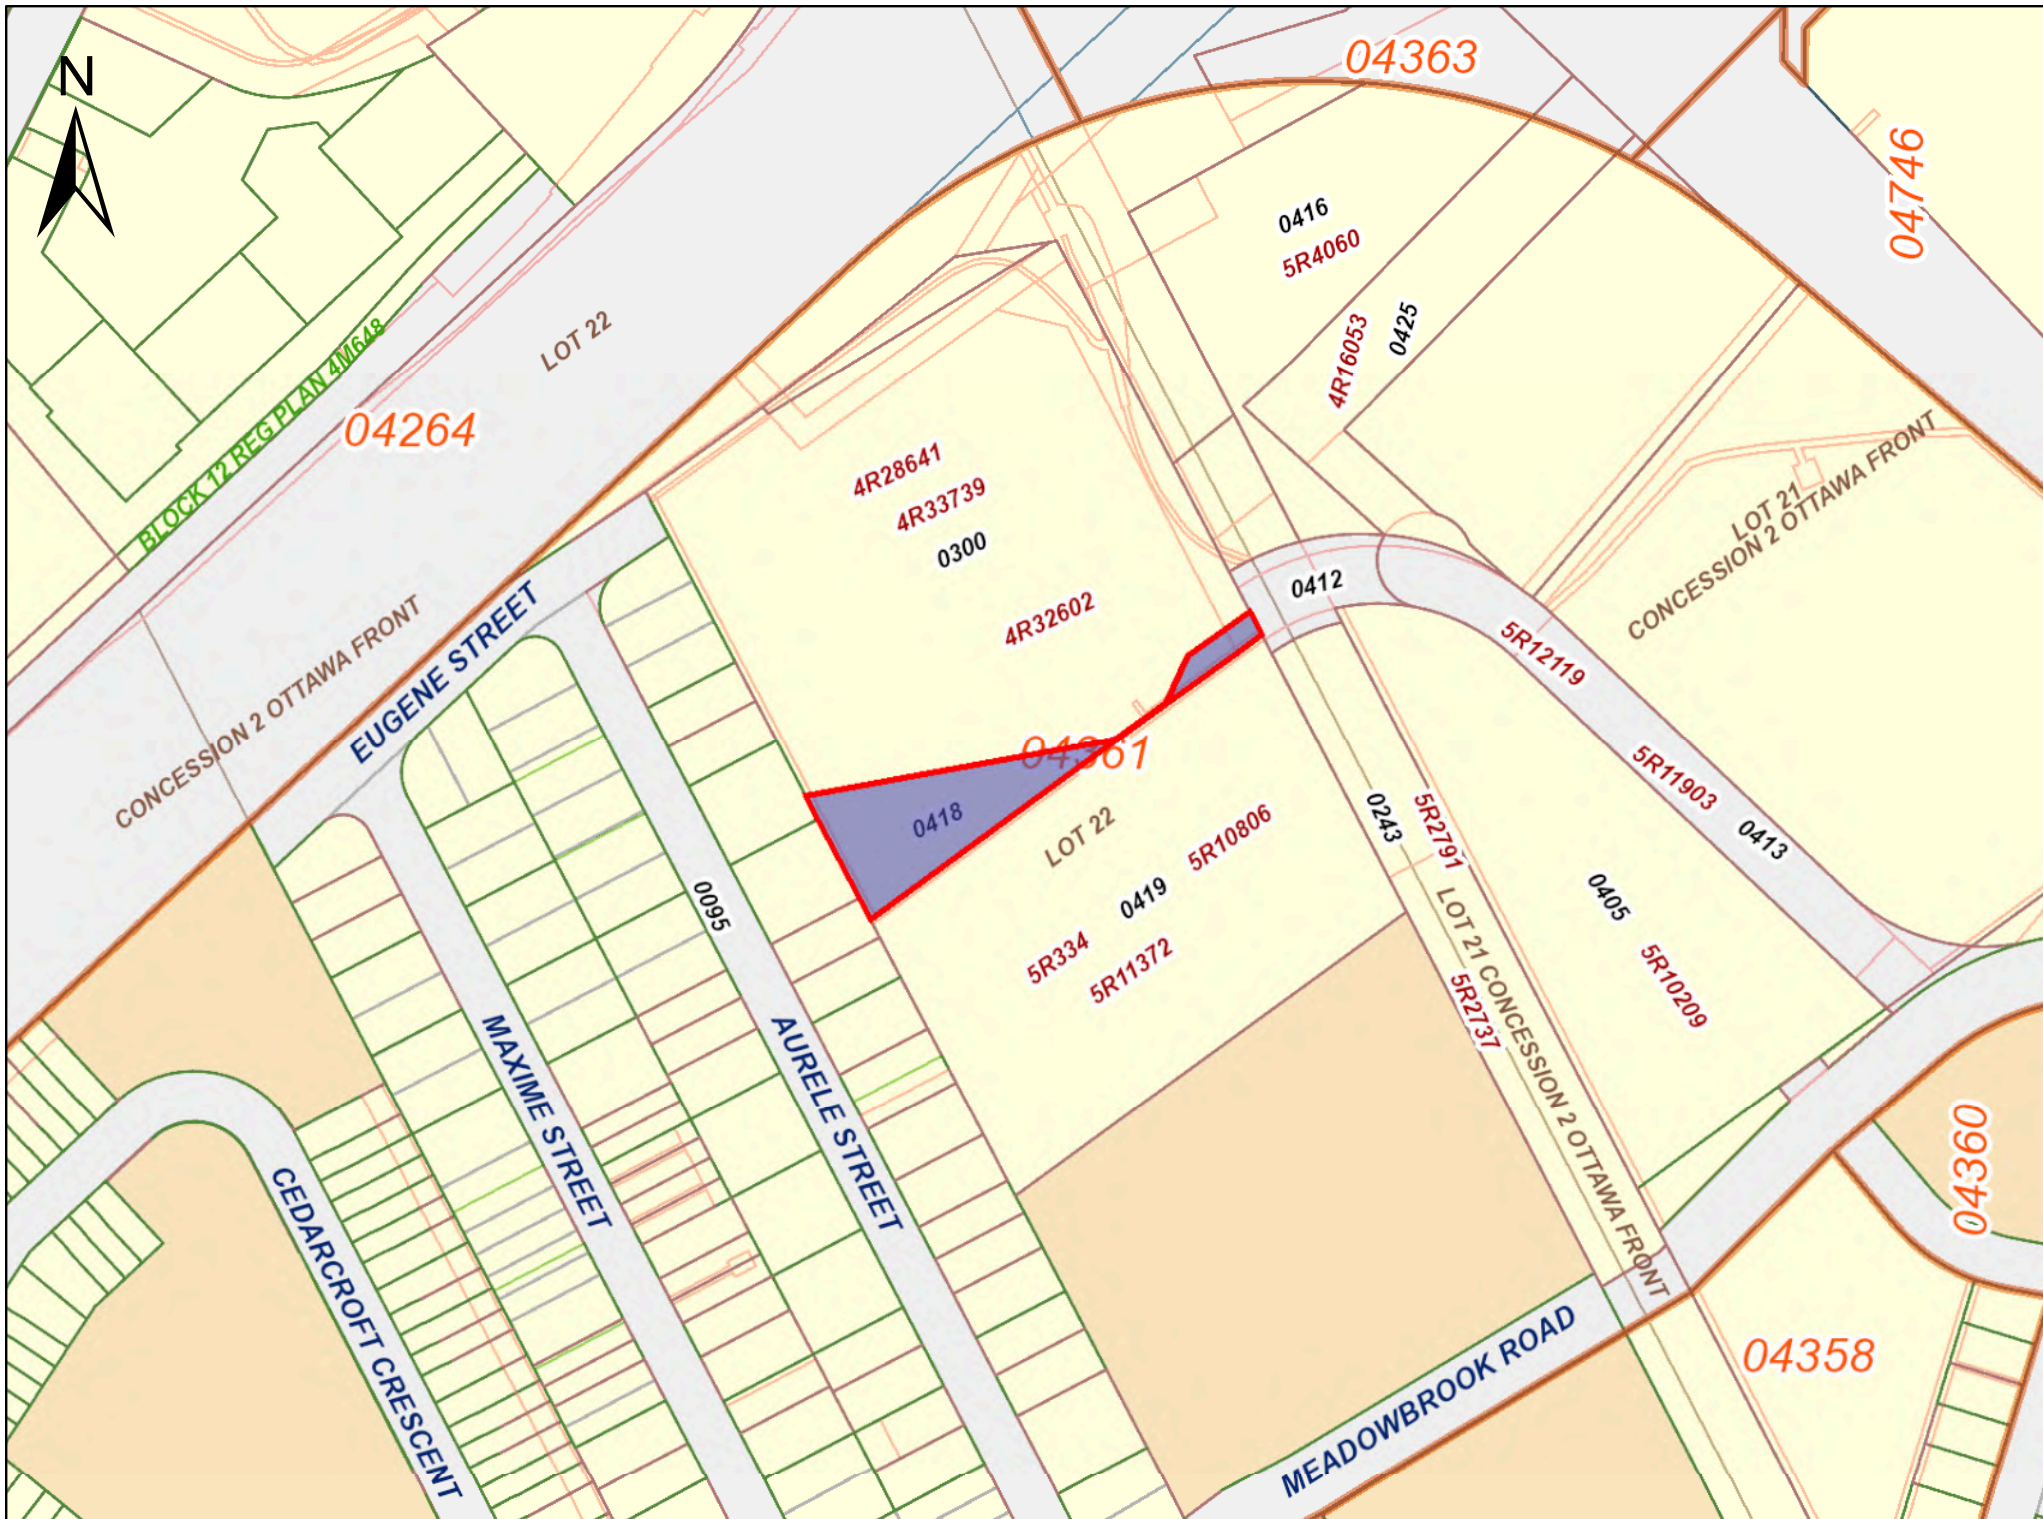 N
04363
04746
0416
5R4060
4R16053
0425
LOT 22
BLOCK 12 REG PLAN 4M648
04264
4R28641
4R33739
0300
LOT 21
CONCESSION 2 OTTAWA FRONT
0412
4R32602
CONCESSION 2 OTTAWA FRONT
EUGENE STREET
5R12119
04361
0418
LOT 22
5R10806
0243
5R2791
5R11903
0413
0095
0419
5R334
5R11372
0405
5R10209
LOT 21 CONCESSION 2 OTTAWA FRONT
5R2737
MAXIME STREET
AURELE STREET
CEDARCROFT CRESCENT
04360
MEADOWBROOK ROAD
04358